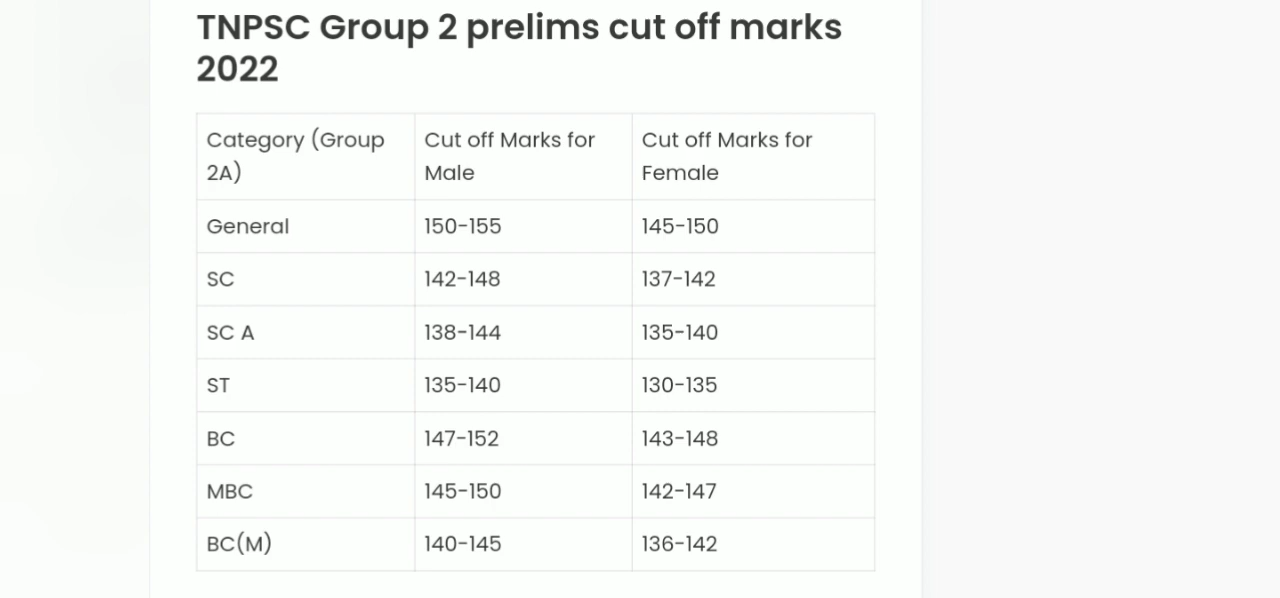 TNPSC Group 2 prelims cut off marks
2022
Category (Group 2A) Cut off Marks for Male Cut off Marks for Female
General 150-155 145-150
SC 142-148 137-142
SC A 138-144 135-140
ST 135-140 130-135
BC 147-152 143-148
MBC 145-150 142-147
BC(M) 140-145 136-142